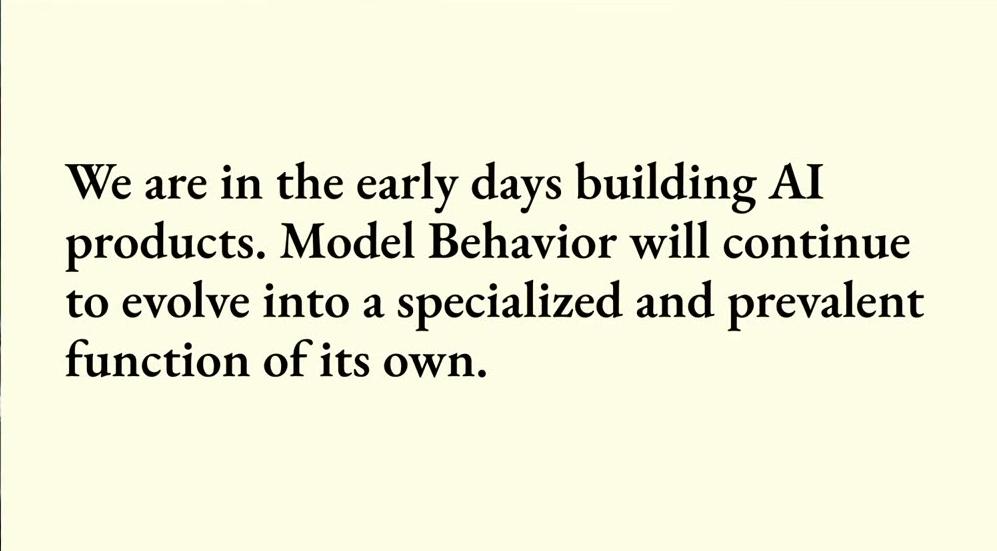 We are in the early days building AI
products. Model Behavior will continue
to evolve into a specialized and prevalent
function of its own.